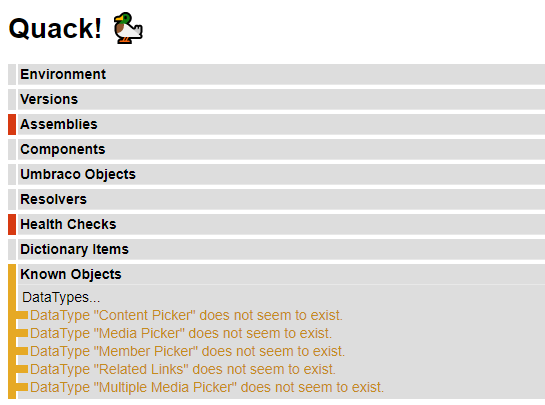 Quack!
Environment
Versions
Assemblies
Components
Umbraco Objects
Resolvers
Health Checks
Dictionary Items
Known Objects
DataTypes...
DataType "Content Picker" does not seem to exist.
DataType "Media Picker" does not seem to exist.
DataType "Member Picker" does not seem to exist.
DataType "Related Links" does not seem to exist.
DataType "Multiple Media Picker" does not seem to exist.